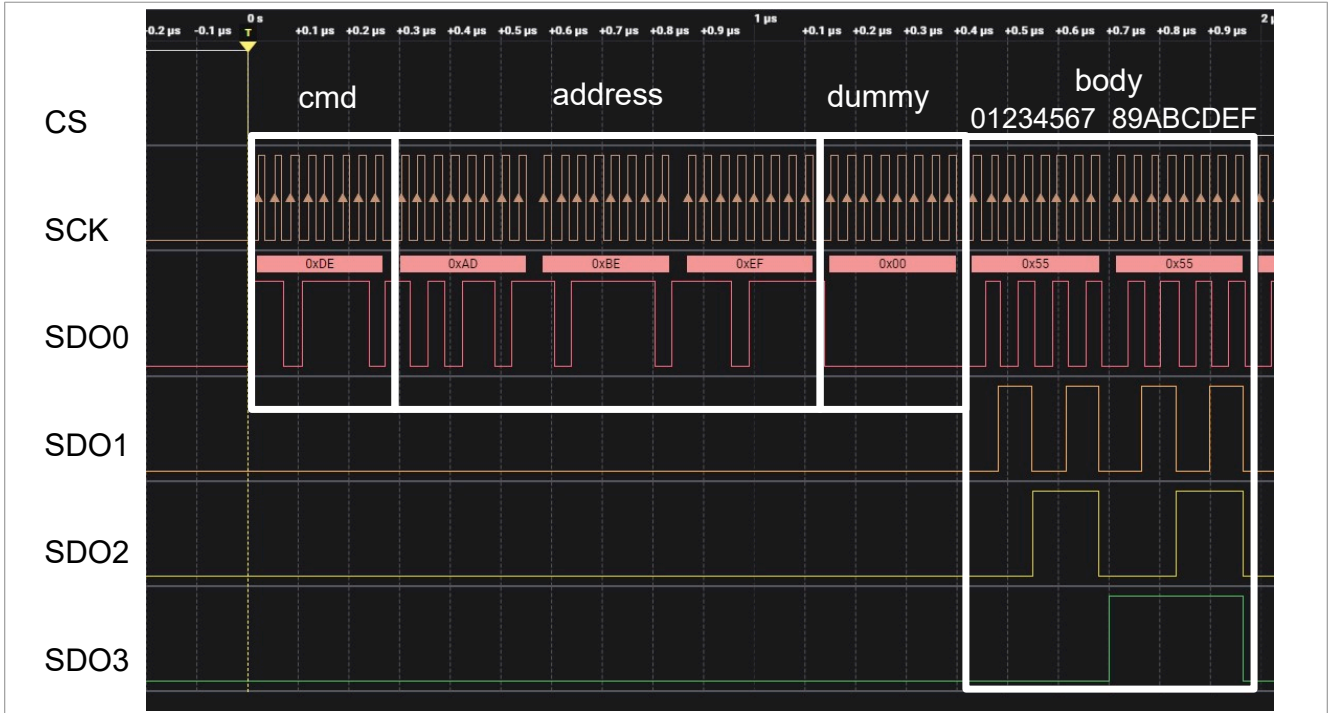 0 s 1 µs 2 µ
-0.2 µs -0.1 µs T +0.1 µs +0.2 µs +0.3 µs +0.4 µs +0.5 µs +0.6 µs +0.7 µs +0.8 µs +0.9 µs +0.1 µs +0.2 µs +0.3 µs +0.4 µs +0.5 µs +0.6 µs +0.7 µs +0.8 µs +0.9 µs
cmd address dummy body
CS 01234567 89ABCDEF
SCK
0xDE 0xAD 0xBE 0xEF 0x00 0x55 0x55
SDO0
SDO1
SDO2
SDO3